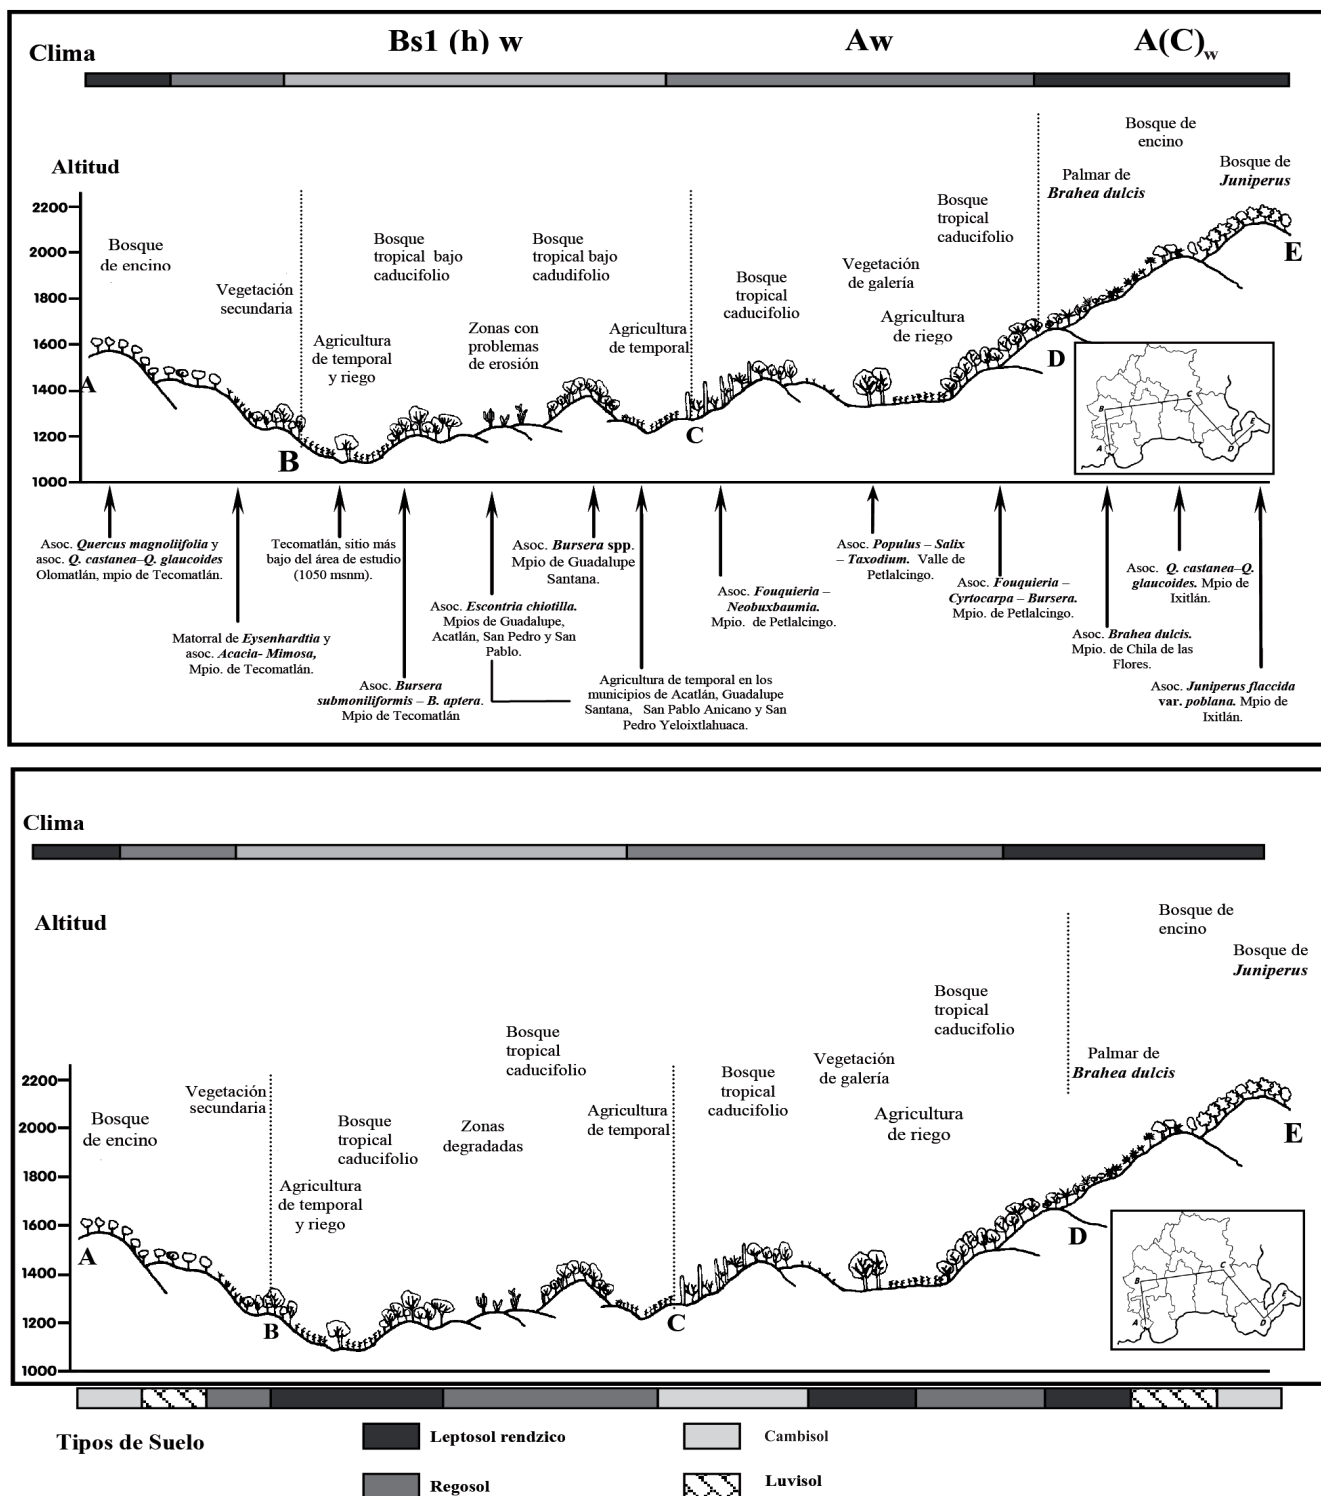 Clima
Bs1 (h) w
Aw
A(C)w
Altitud
2200
2000
1800
1600
1400
1200
1000
Bosque
de encino
Vegetación
secundaria
Agricultura
de temporal
y riego
Bosque
tropical bajo
caducifolio
Zonas con
problemas
de erosión
Bosque
tropical bajo
cadudifolio
Agricultura
de temporal
Bosque
tropical
caducifolio
Vegetación
de galería
Agricultura
de riego
Bosque
tropical
caducifolio
Palmar de
Brahea dulcis
Bosque de
encino
Bosque de
Juniperus
A
B
C
D
E
A
B
C
D
E
Asoc. Quercus magnoliifolia y
asoc. Q. castanea–Q. glaucoides
Olomatlán, mpio de Tecomatlán.
Matorral de Eysenhardtia y
asoc. Acacia- Mimosa,
Mpio. de Tecomatlán.
Tecomatlán, sitio más
bajo del área de estudio
(1050 msnm).
Asoc. Bursera
submoniliformis – B. aptera.
Mpio de Tecomatlán
Asoc. Escontria chiotilla.
Mpios de Guadalupe,
Acatlán, San Pedro y San
Pablo.
Asoc. Bursera spp.
Mpio de Guadalupe
Santana.
Agricultura de temporal en los
municipios de Acatlán, Guadalupe
Santana, San Pablo Anicano y San
Pedro Yeloixtlahuaca.
Asoc. Fouquieria –
Neobuxbaumia.
Mpio. de Petlalcingo.
Asoc. Populus – Salix
– Taxodium. Valle de
Petlalcingo.
Asoc. Fouquieria –
Cyrtocarpa – Bursera.
Mpio. de Petlalcingo.
Asoc. Brahea dulcis.
Mpio. de Chila de las
Flores.
Asoc. Q. castanea–Q.
glaucoides. Mpio de
Ixitlán.
Asoc. Juniperus flaccida
var. poblana. Mpio de
Ixitlán.
Clima
Altitud
2200
2000
1800
1600
1400
1200
1000
Bosque
de encino
Vegetación
secundaria
Agricultura
de temporal
y riego
Bosque
tropical
caducifolio
Zonas
degradadas
Bosque
tropical
caducifolio
Agricultura
de temporal
Bosque
tropical
caducifolio
Vegetación
de galería
Agricultura
de riego
Bosque
tropical
caducifolio
Palmar de
Brahea dulcis
Bosque de
encino
Bosque de
Juniperus
A
B
C
D
E
A
B
C
D
E
Tipos de Suelo
Leptosol rendzico
Cambisol
Regosol
Luvisol